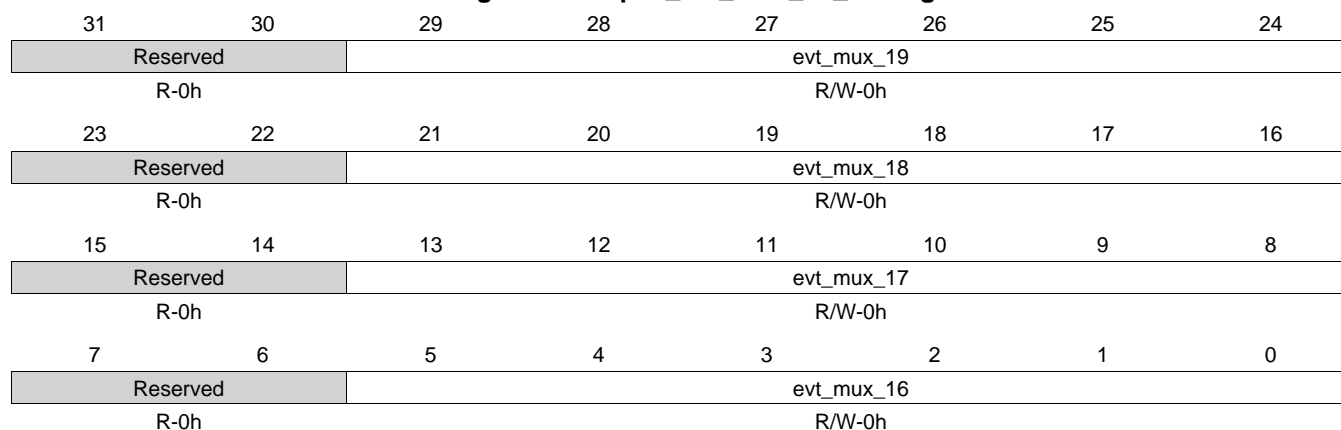 31 30 29 28 27 26 25 24
Reserved evt_mux_19
R-0h R/W-0h
23 22 21 20 19 18 17 16
Reserved evt_mux_18
R-0h R/W-0h
15 14 13 12 11 10 9 8
Reserved evt_mux_17
R-0h R/W-0h
7 6 5 4 3 2 1 0
Reserved evt_mux_16
R-0h R/W-0h